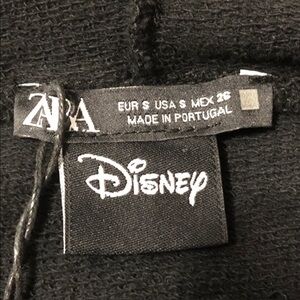 ZARA
EUR S USA S MEX 26
MADE IN PORTUGAL
Disney